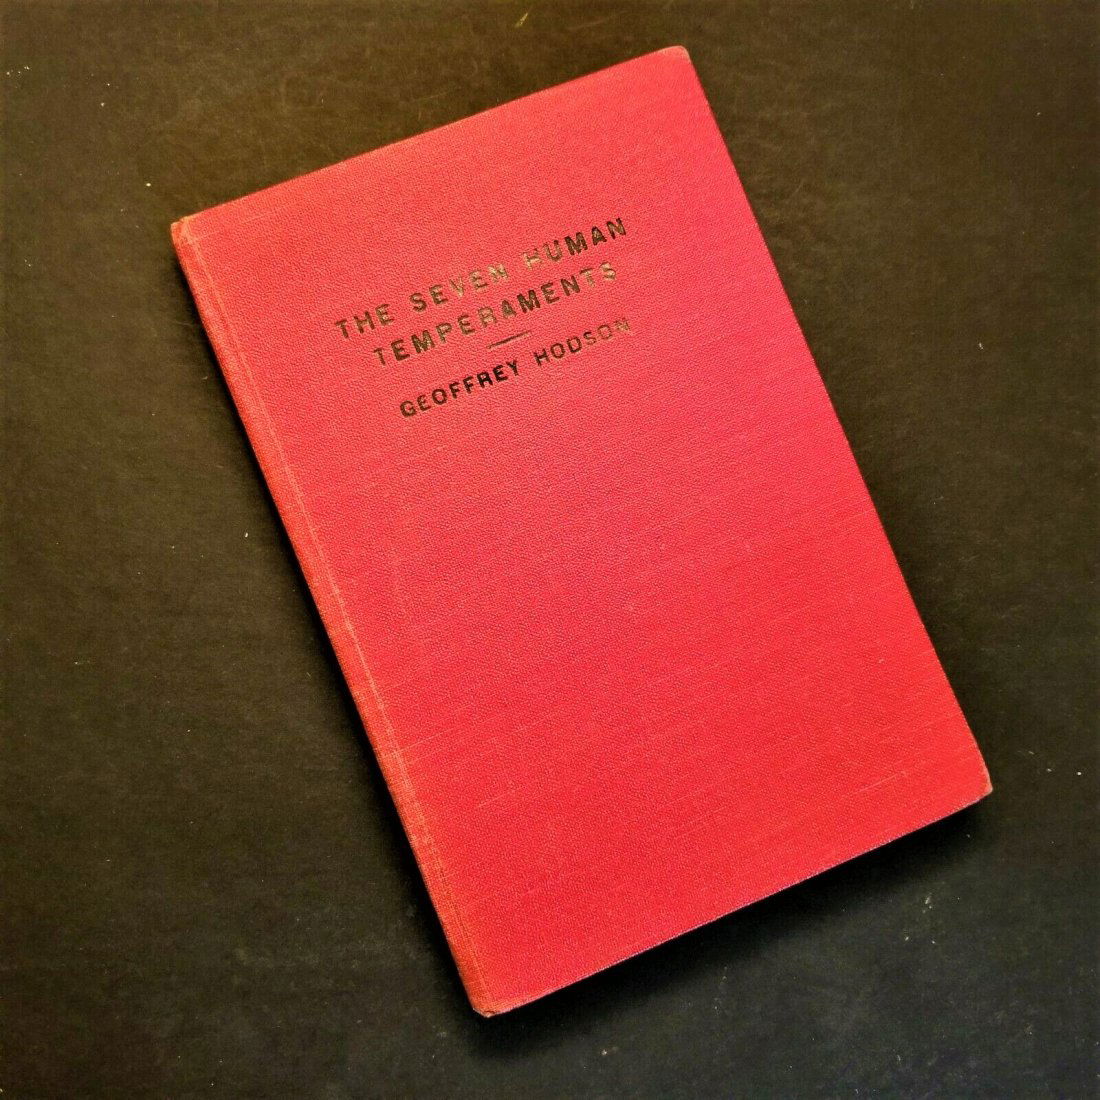 THE SEVEN HUMAN
TEMPERAMENTS
GEOFFREY HODSON